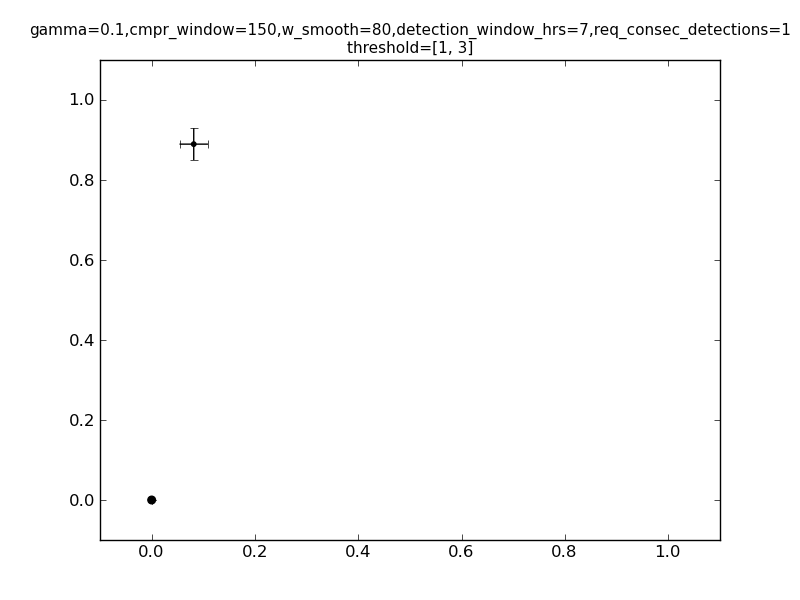 gamma=0.1,cmpr_window=150,w_smooth=80,detection_window_hrs=7,req_consec_detections=1
threshold=[1, 3]
1.0
0.8
0.6
0.4
0.2
0.0
0.0 0.2 0.4 0.6 0.8 1.0